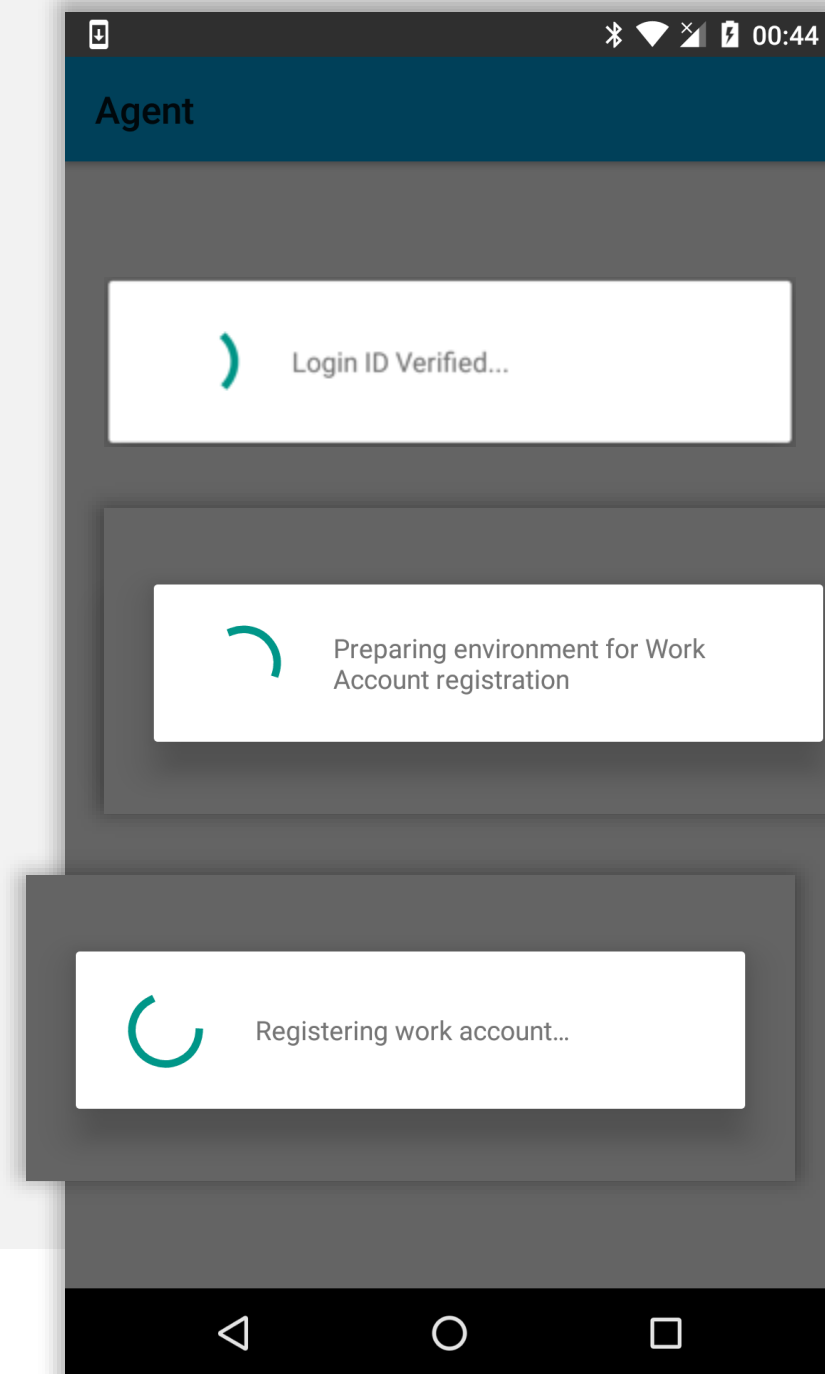 00:44
Agent
Login ID Verified...
Preparing environment for Work
Account registration
Registering work account...